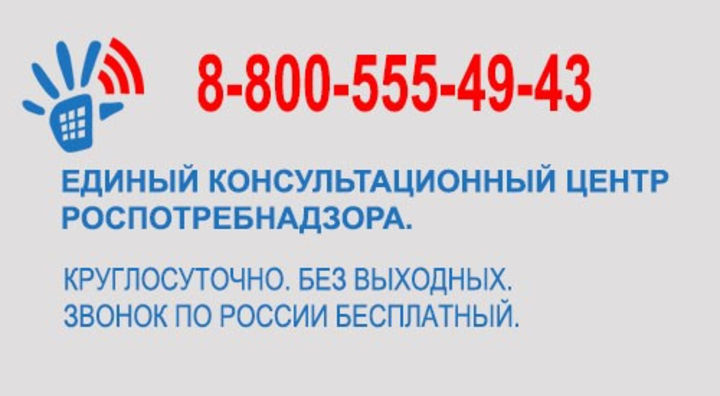 8-800-555-49-43
ЕДИНЫЙ КОНСУЛЬТАЦИОННЫЙ ЦЕНТР
РОСПОТРЕБНАДЗОРА.
КРУГЛОСУТОЧНО. БЕЗ ВЫХОДНЫХ.
ЗВОНОК ПО РОССИИ БЕСПЛАТНЫЙ.